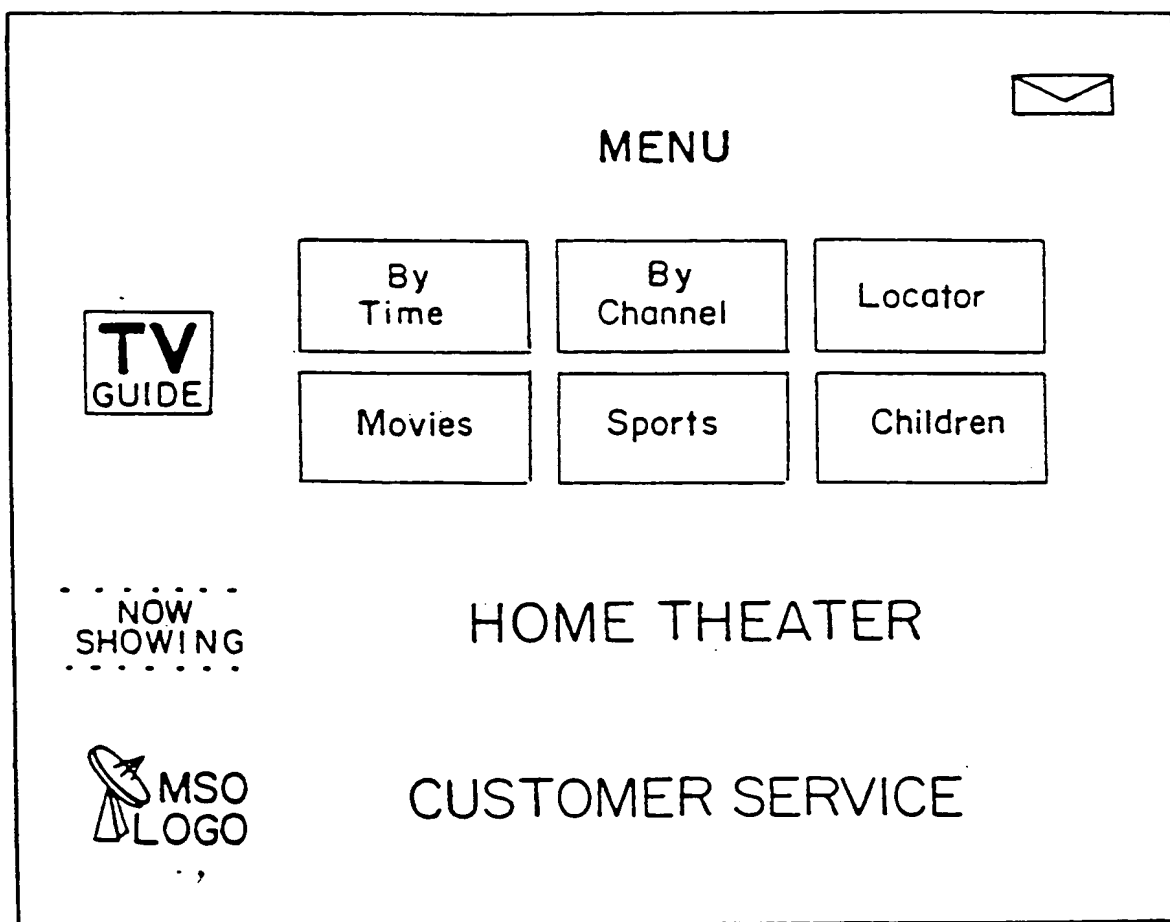 MENU
By
Time
By
Channel
Locator
TV
GUIDE
Movies
Sports
Children
NOW
SHOWING
HOME THEATER
MSO
LOGO
CUSTOMER SERVICE